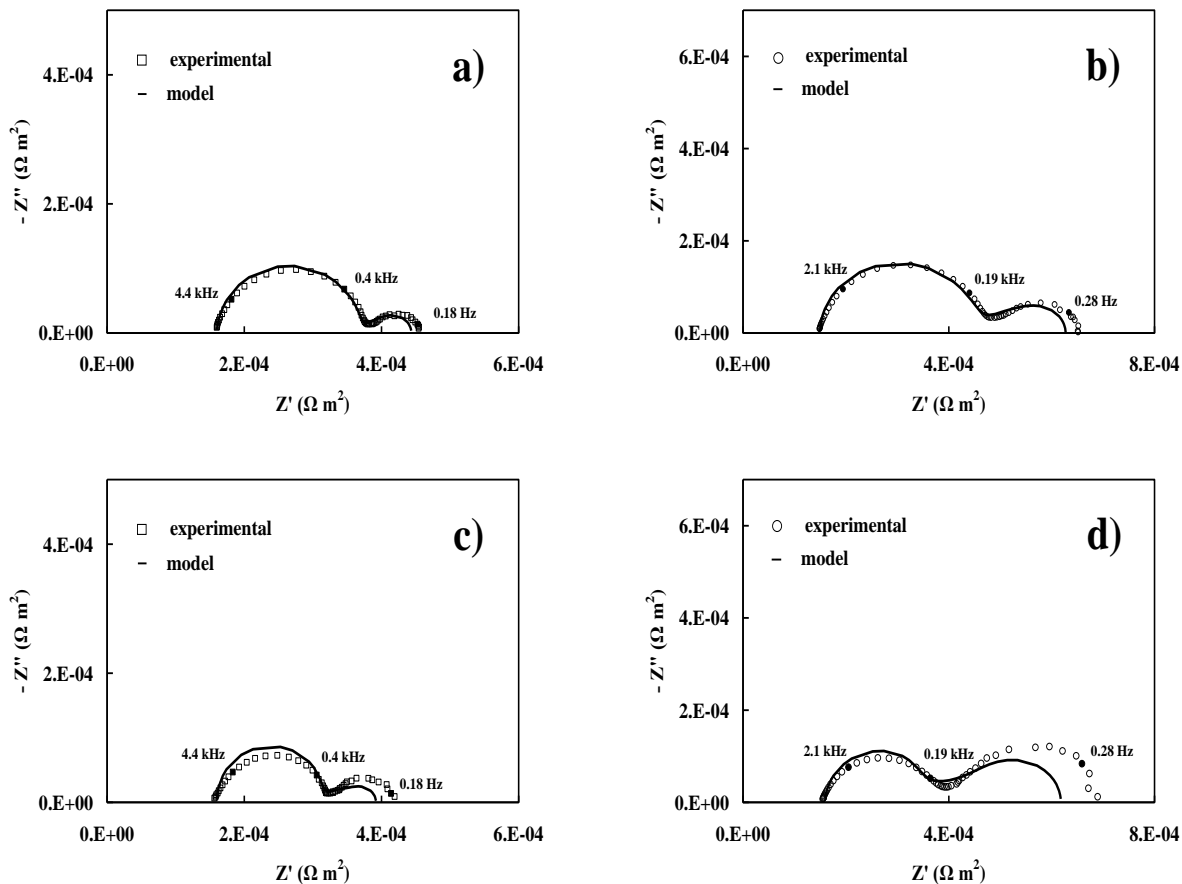 a)
□ experimental
– model
4.E-04
2.E-04
0.E+00
- Z'' (Ω m²)
4.4 kHz
0.4 kHz
0.18 Hz
0.E+00 2.E-04 4.E-04 6.E-04
Z' (Ω m²)
b)
○ experimental
– model
6.E-04
4.E-04
2.E-04
0.E+00
- Z'' (Ω m²)
2.1 kHz
0.19 kHz
0.28 Hz
0.E+00 4.E-04 8.E-04
Z' (Ω m²)
c)
□ experimental
– model
4.E-04
2.E-04
0.E+00
- Z'' (Ω m²)
4.4 kHz
0.4 kHz
0.18 Hz
0.E+00 2.E-04 4.E-04 6.E-04
Z' (Ω m²)
d)
○ experimental
– model
6.E-04
4.E-04
2.E-04
0.E+00
- Z'' (Ω m²)
2.1 kHz
0.19 kHz
0.28 Hz
0.E+00 4.E-04 8.E-04
Z' (Ω m²)